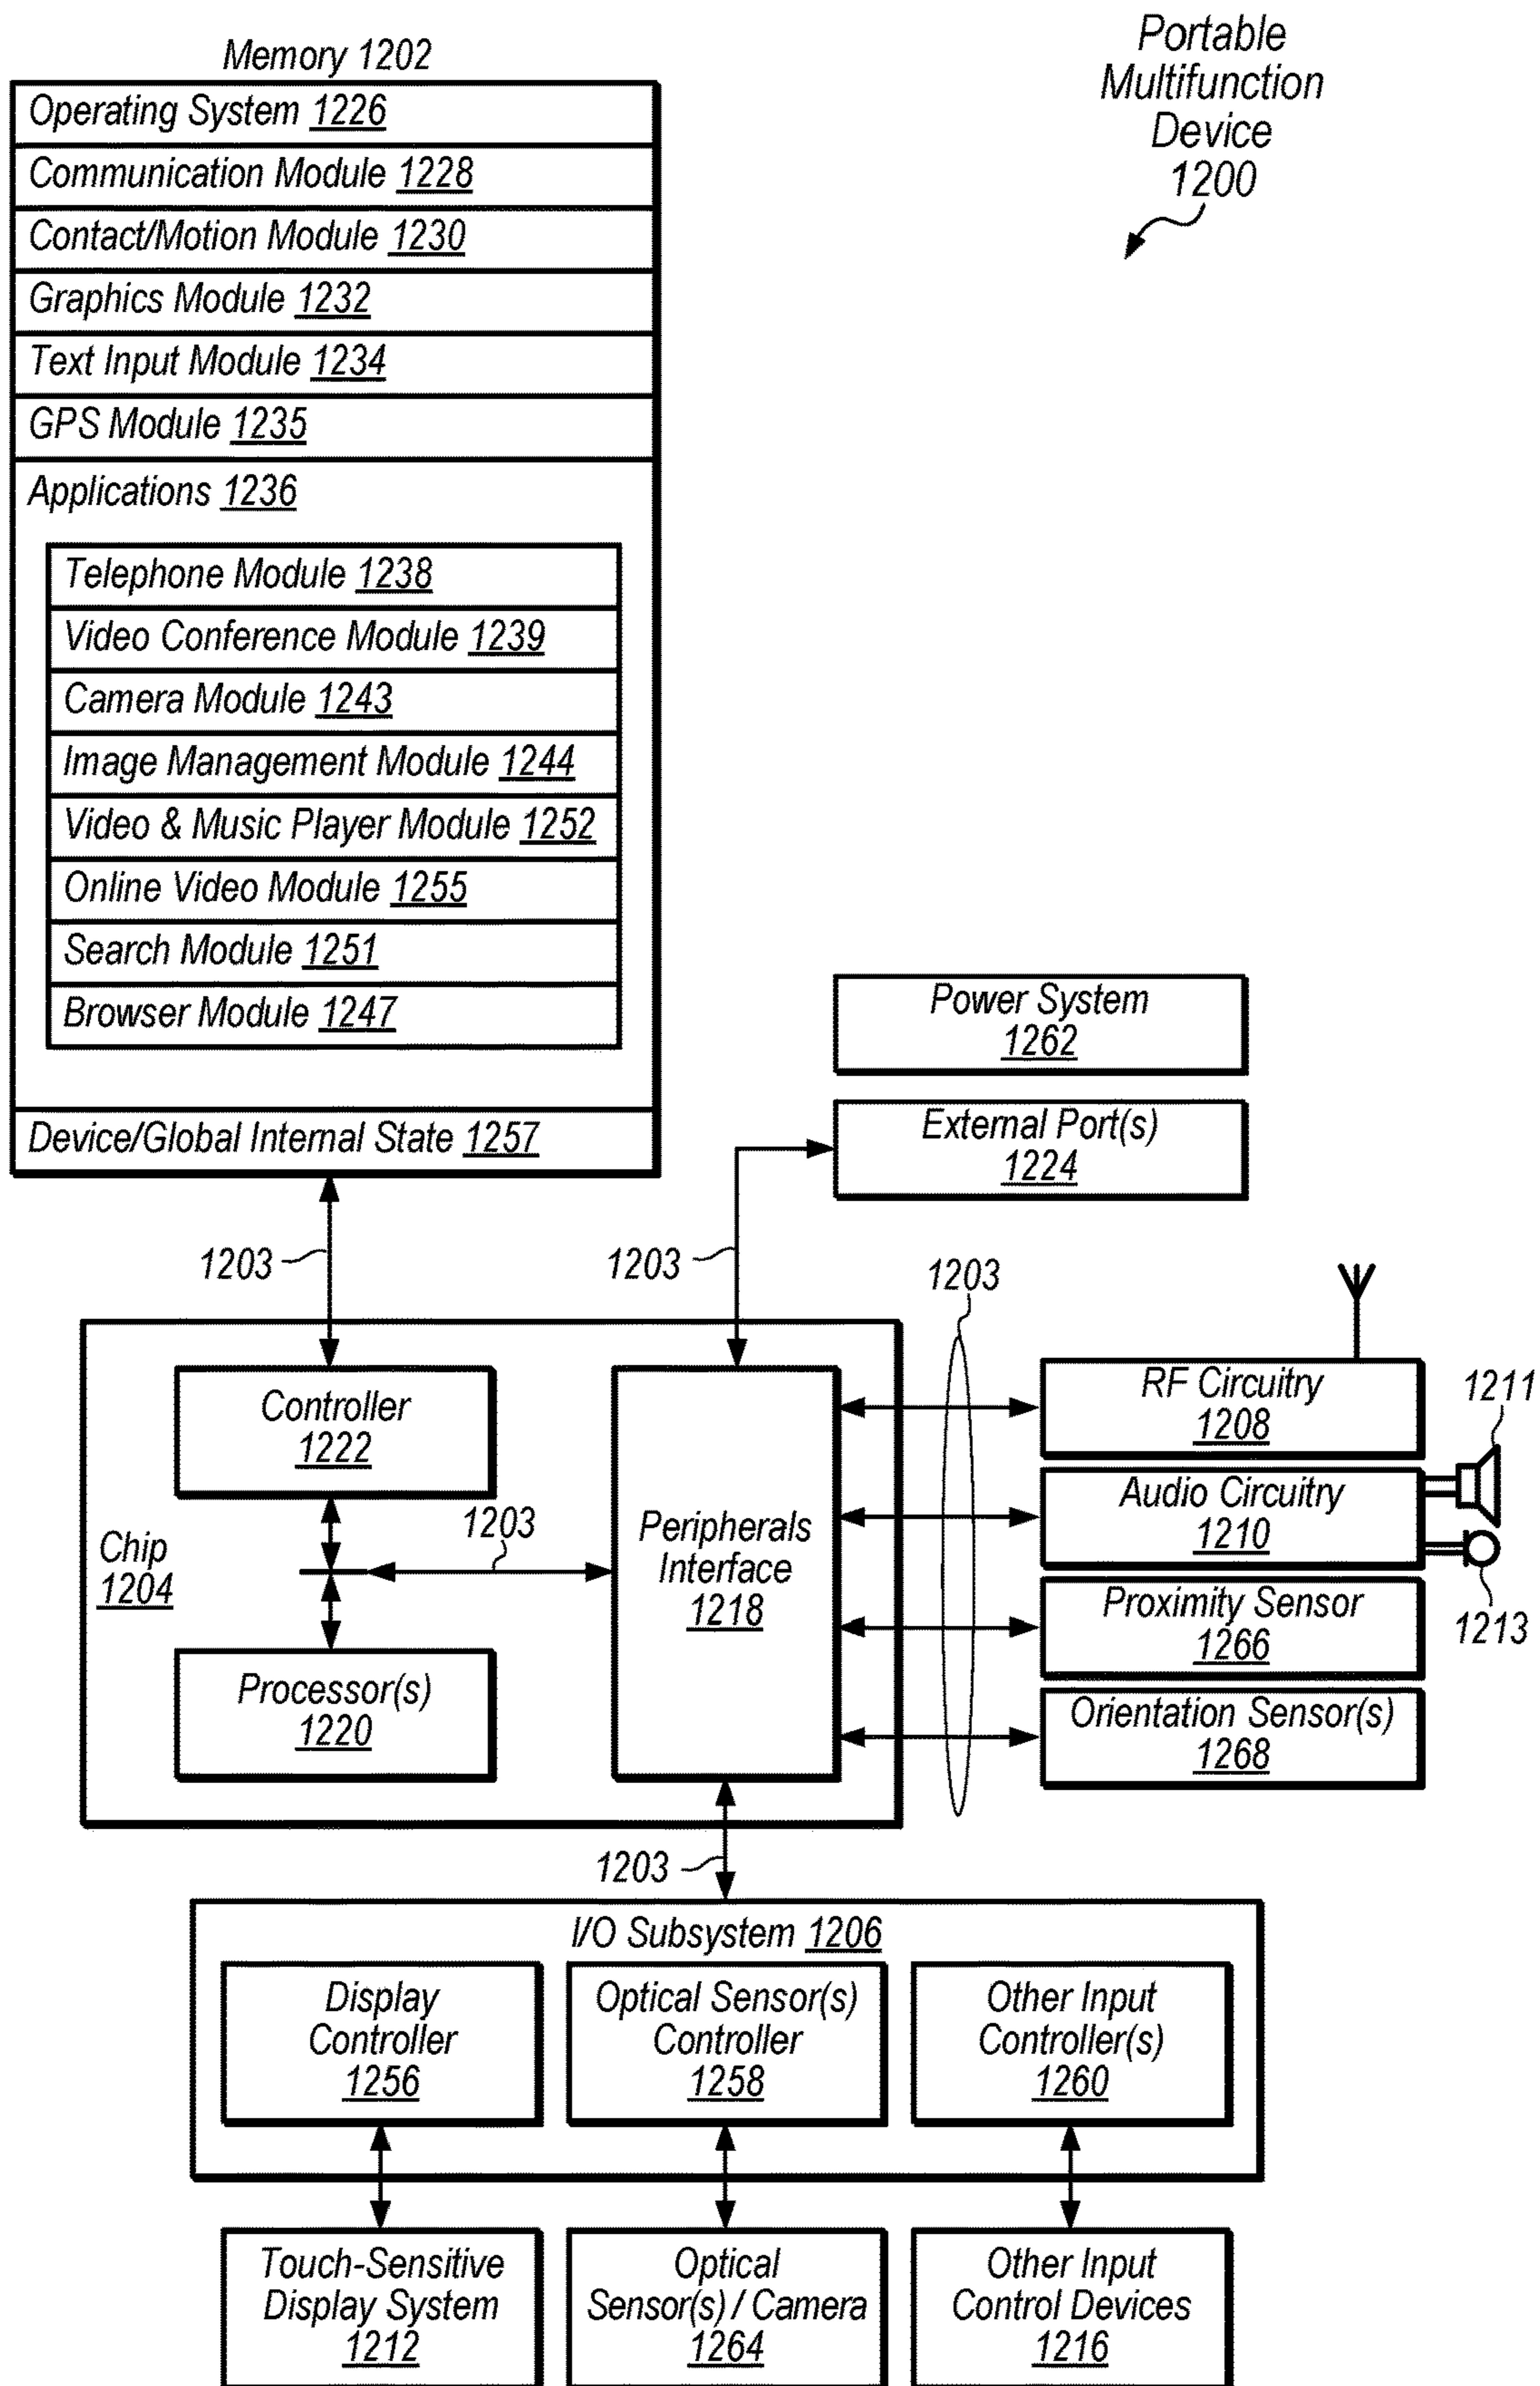 Portable
Multifunction
Device
1200
Memory 1202
Operating System 1226
Communication Module 1228
Contact/Motion Module 1230
Graphics Module 1232
Text Input Module 1234
GPS Module 1235
Applications 1236
Telephone Module 1238
Video Conference Module 1239
Camera Module 1243
Image Management Module 1244
Video & Music Player Module 1252
Online Video Module 1255
Search Module 1251
Browser Module 1247
Device/Global Internal State 1257
Power System
1262
External Port(s)
1224
1203
1203
1203
Controller
1222
Chip
1204
1203
Processor(s)
1220
Peripherals
Interface
1218
RF Circuitry
1208
1211
Audio Circuitry
1210
1213
Proximity Sensor
1266
Orientation Sensor(s)
1268
1203
I/O Subsystem 1206
Display
Controller
1256
Optical Sensor(s)
Controller
1258
Other Input
Controller(s)
1260
Touch-Sensitive
Display System
1212
Optical
Sensor(s) / Camera
1264
Other Input
Control Devices
1216